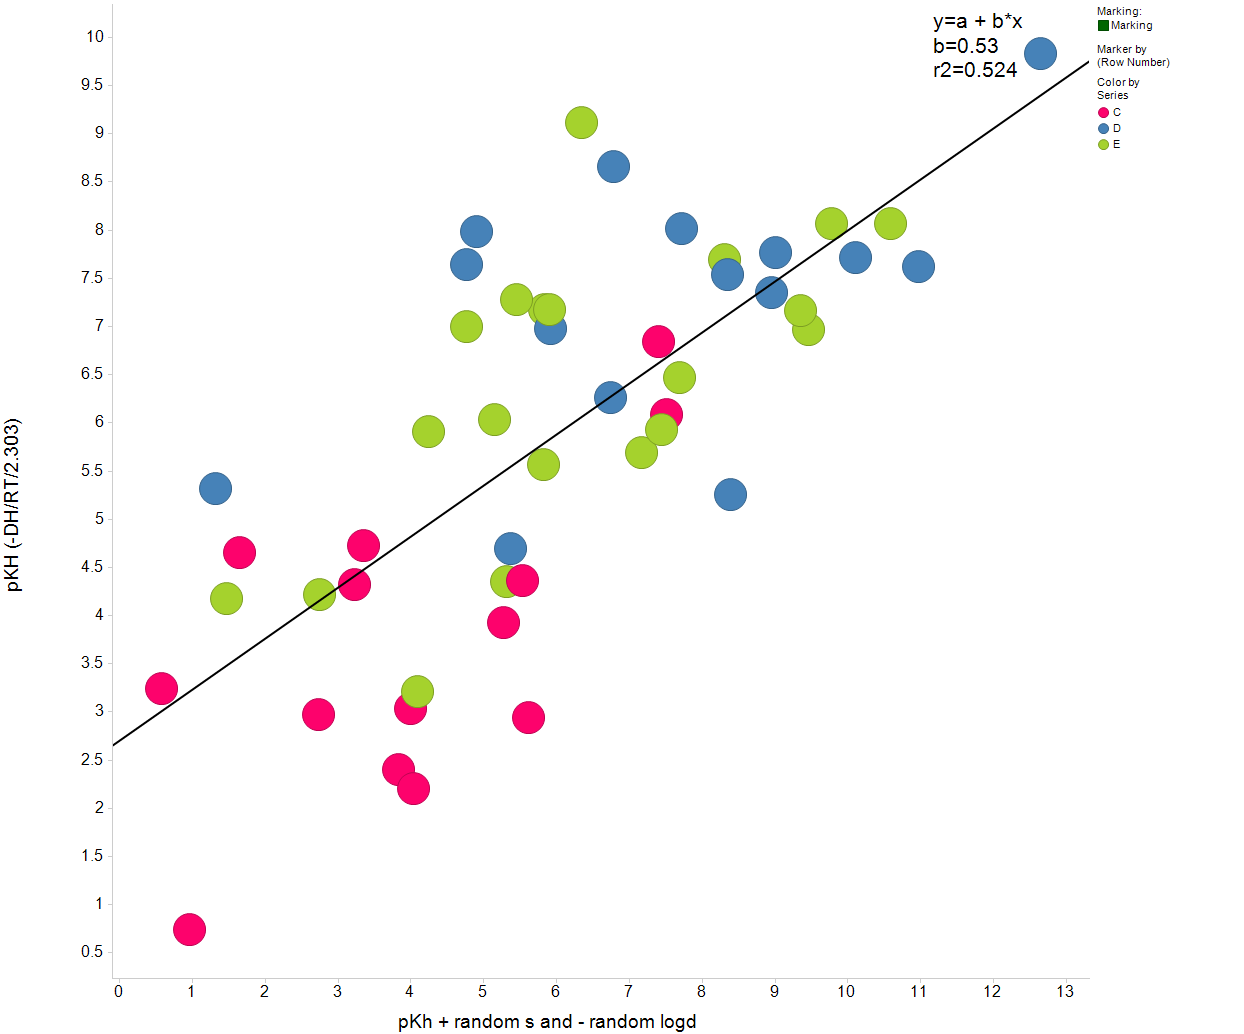 y=a + b*x
b=0.53
r2=0.524
Marking:
Marking
Marker by
(Row Number)
Color by
Series
C
D
E
10
9.5
9
8.5
8
7.5
7
6.5
6
5.5
5
4.5
4
3.5
3
2.5
2
1.5
1
0.5
pKH (-DH/RT/2.303)
0 1 2 3 4 5 6 7 8 9 10 11 12 13
pKh + random s and - random logd